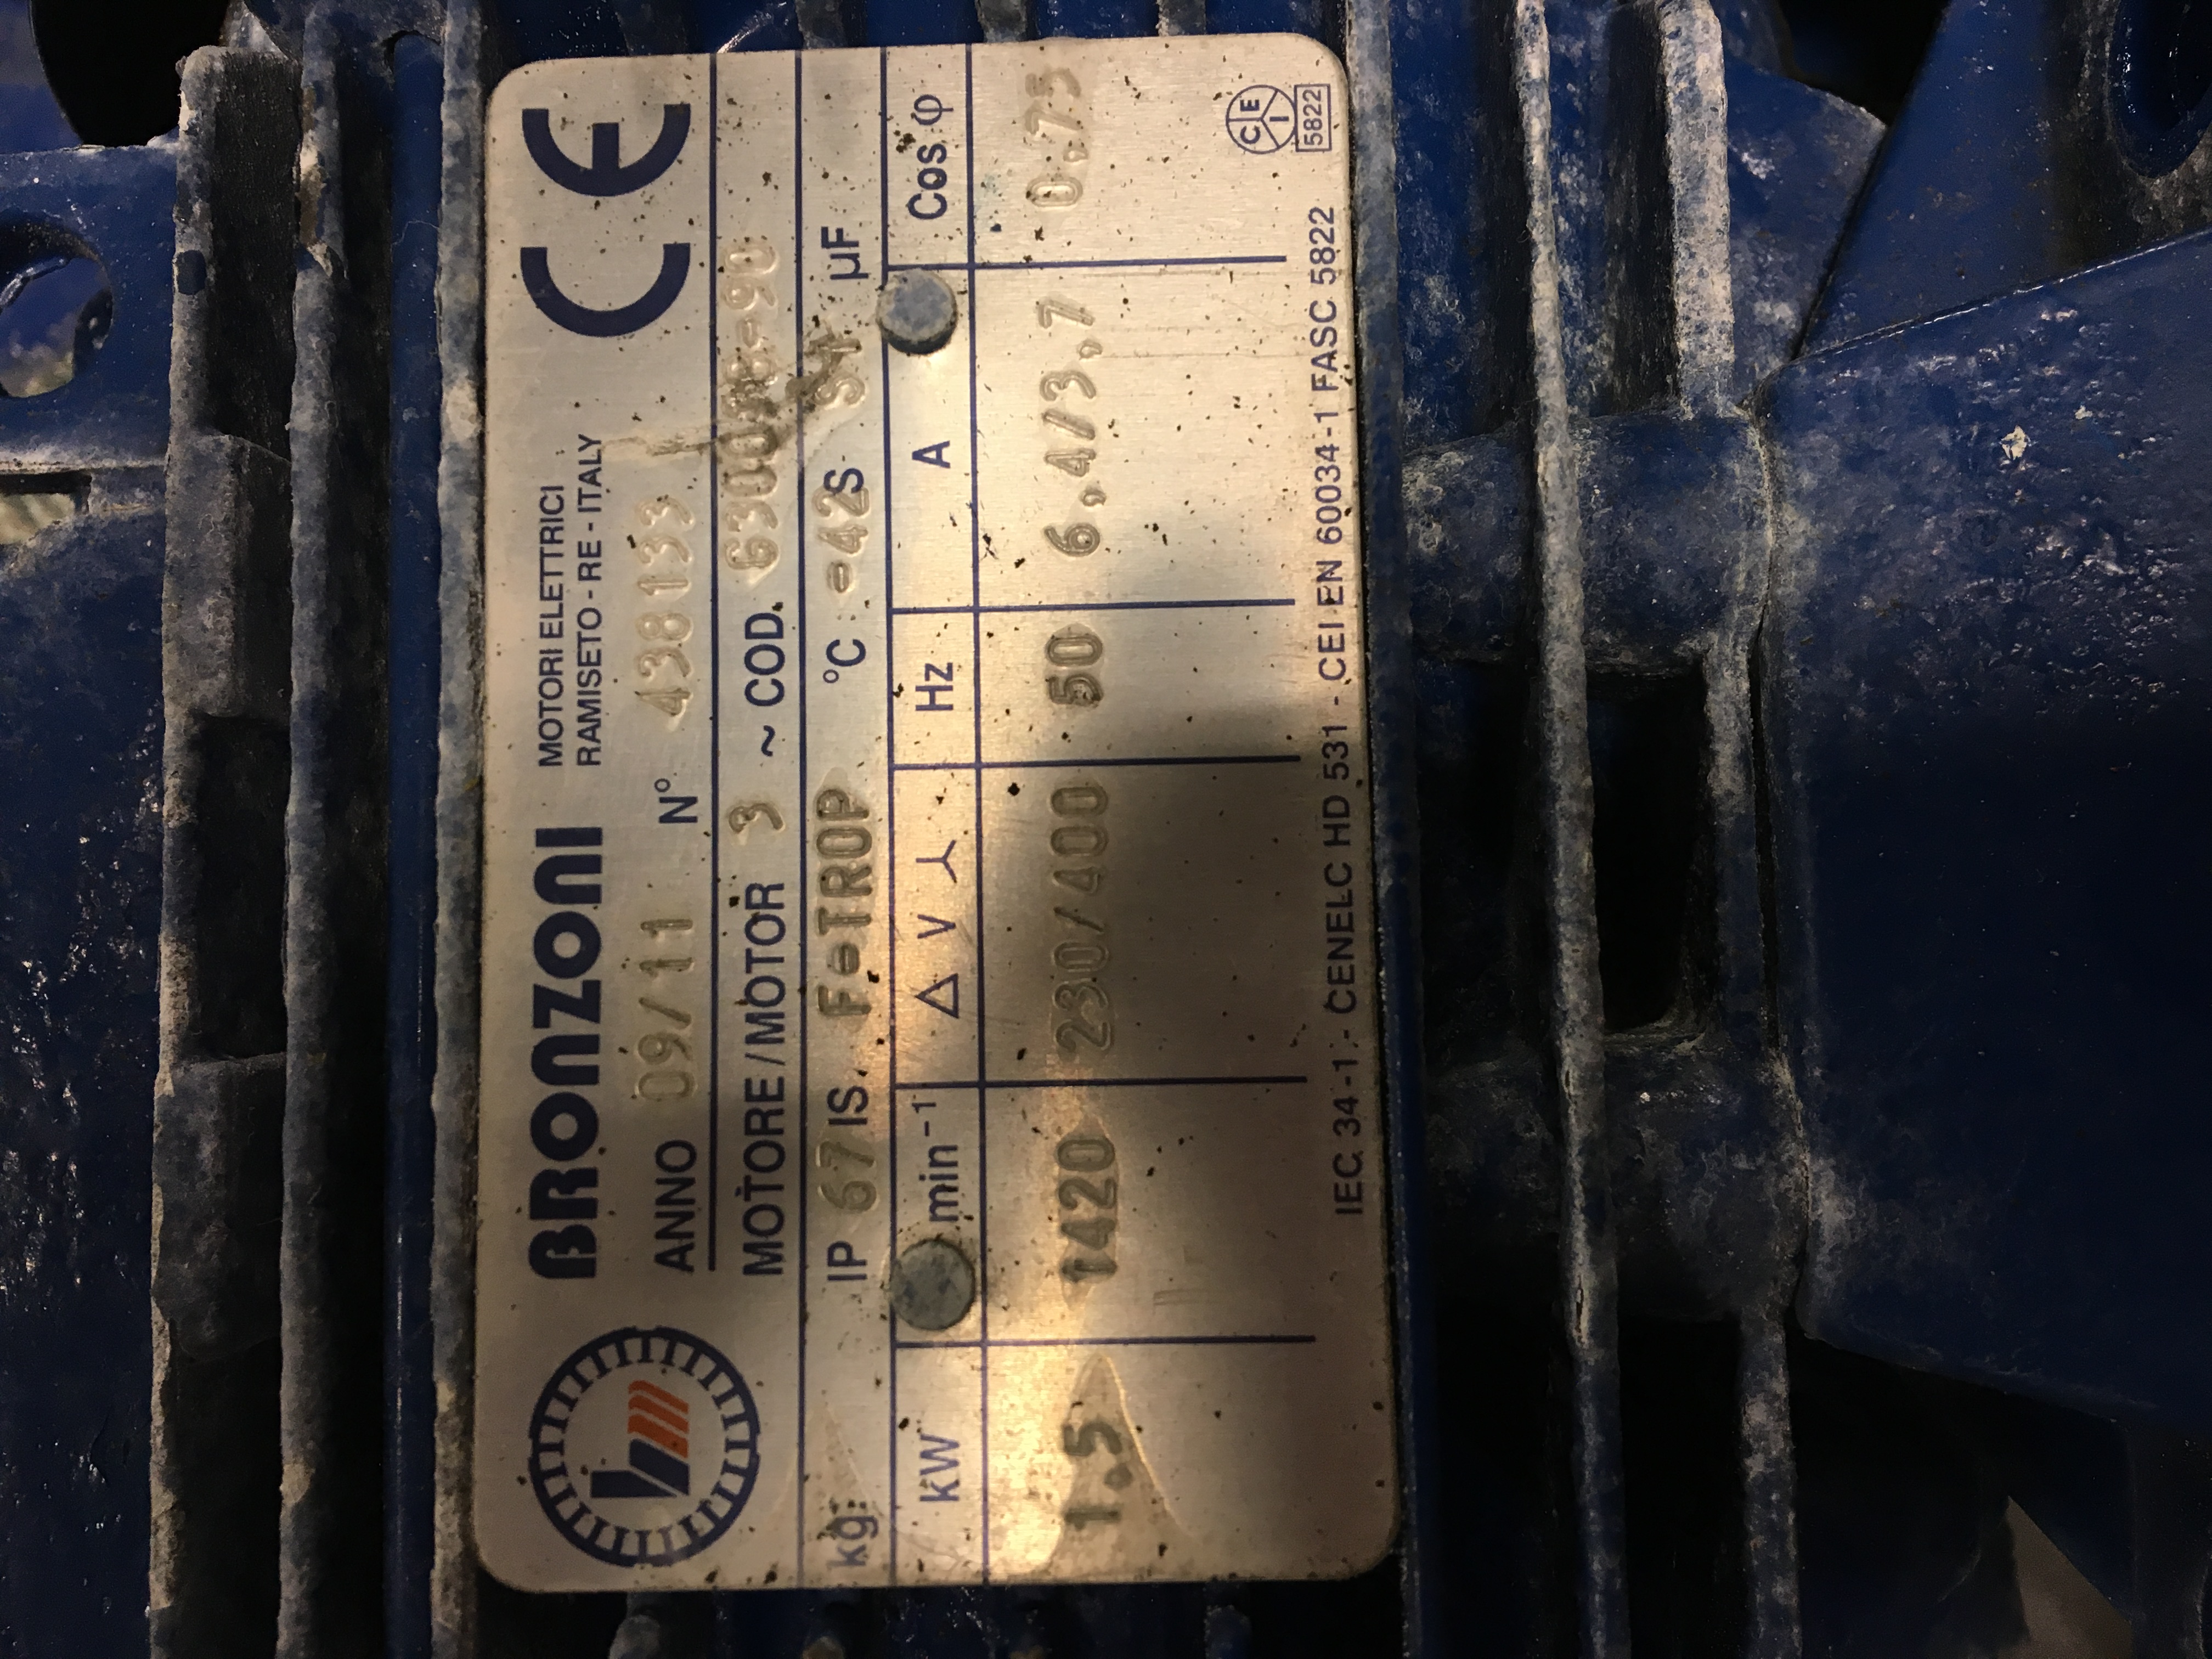 BRONZONI MOTORI ELETTRICI
RAMISETO - RE - ITALY
CE
ANNO 09/11 N° 438133
MOTORE/MOTOR 3 ~ COD.
kg: IP 67 IS. F-TROP °C -42 S µF
kW min⁻¹ Δ V Y Hz A Cos φ
1.5 1420 230/400 50 6,4/3,7 0,75
IEC 34-1 - CENELC HD 531 - CEI EN 60034-1 FASC 5822
CEI
5822